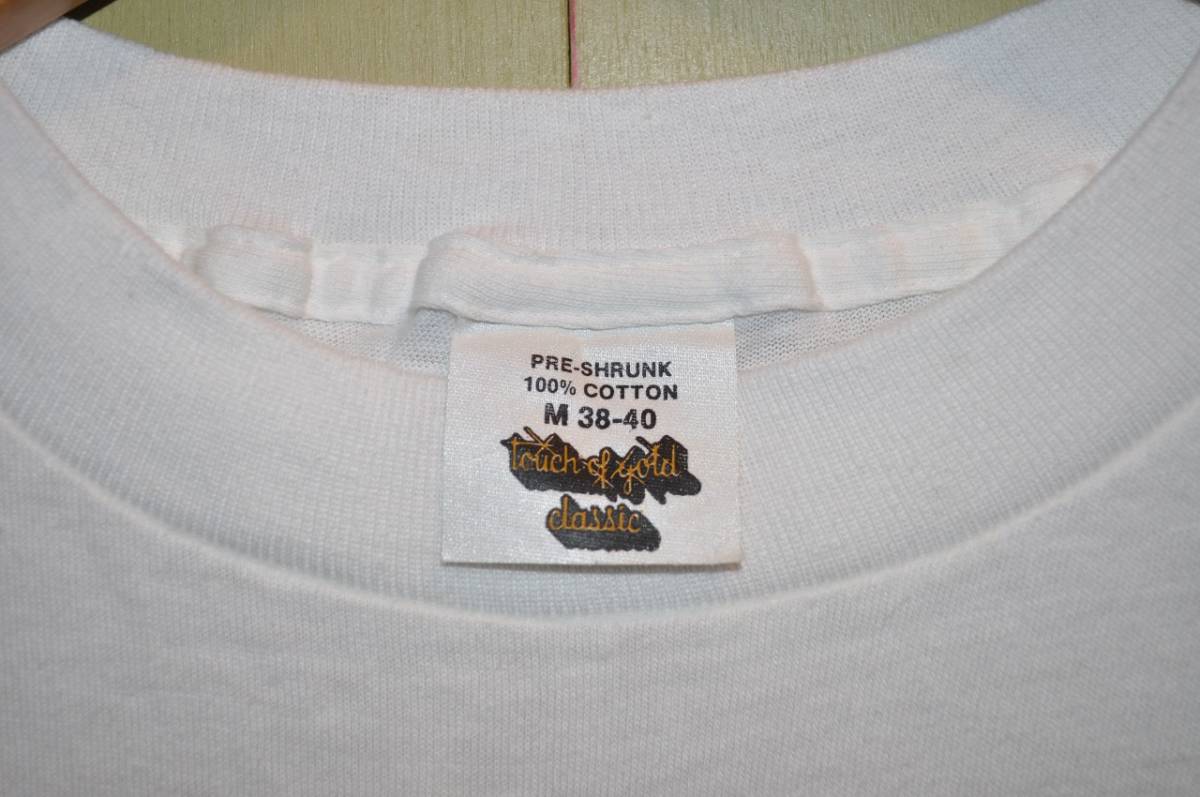 PRE-SHRUNK
100% COTTON
M 38-40
touch of gold
classic